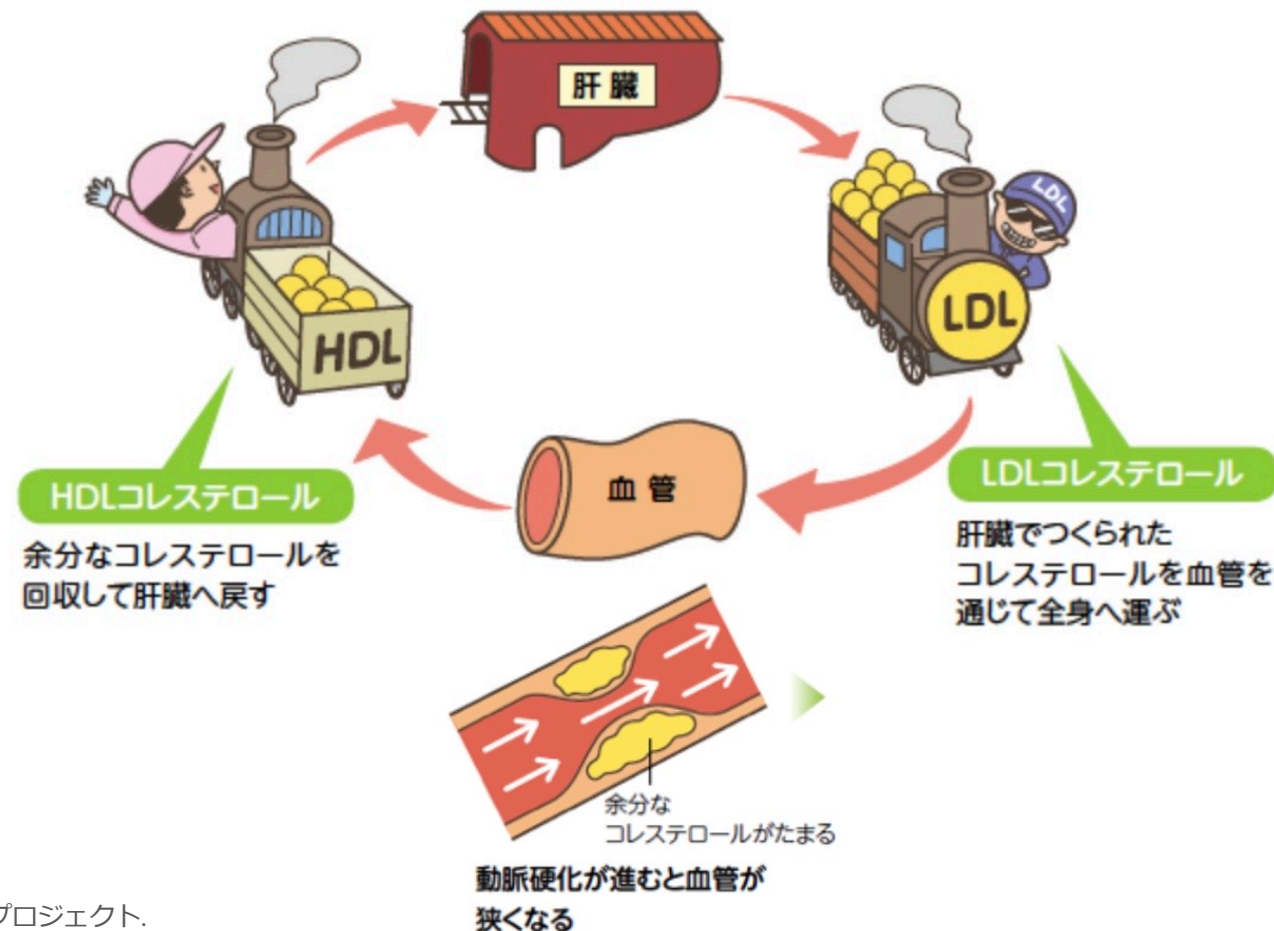 肝臓
LDL
LDL
HDL
HDLコレステロール
余分なコレステロールを
回収して肝臓へ戻す
血管
LDLコレステロール
肝臓でつくられた
コレステロールを血管を
通じて全身へ運ぶ
余分な
コレステロールがたまる
動脈硬化が進むと血管が
狭くなる
プロジェクト.